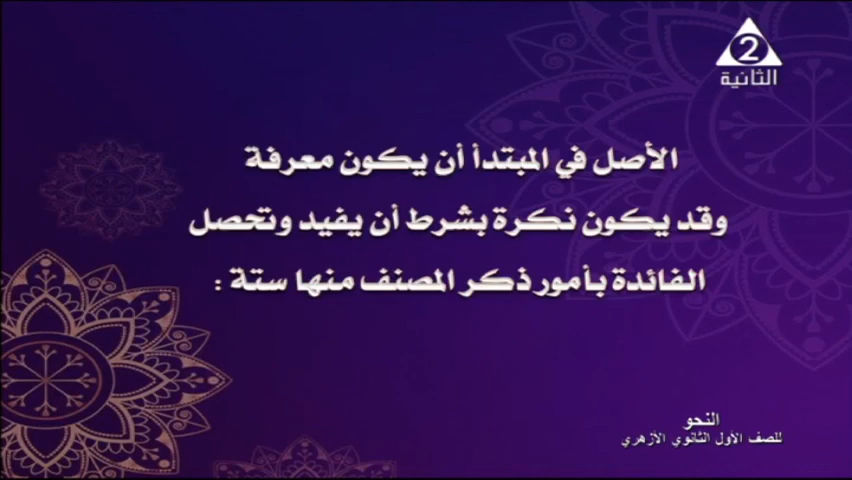 2
الثانية
الأصل في المبتدأ أن يكون معرفة
وقد يكون نكرة بشرط أن يفيد وتحصل
الفائدة بأمور ذكر المصنف منها ستة :
النحو
للصف الأول الثانوي الأزهري